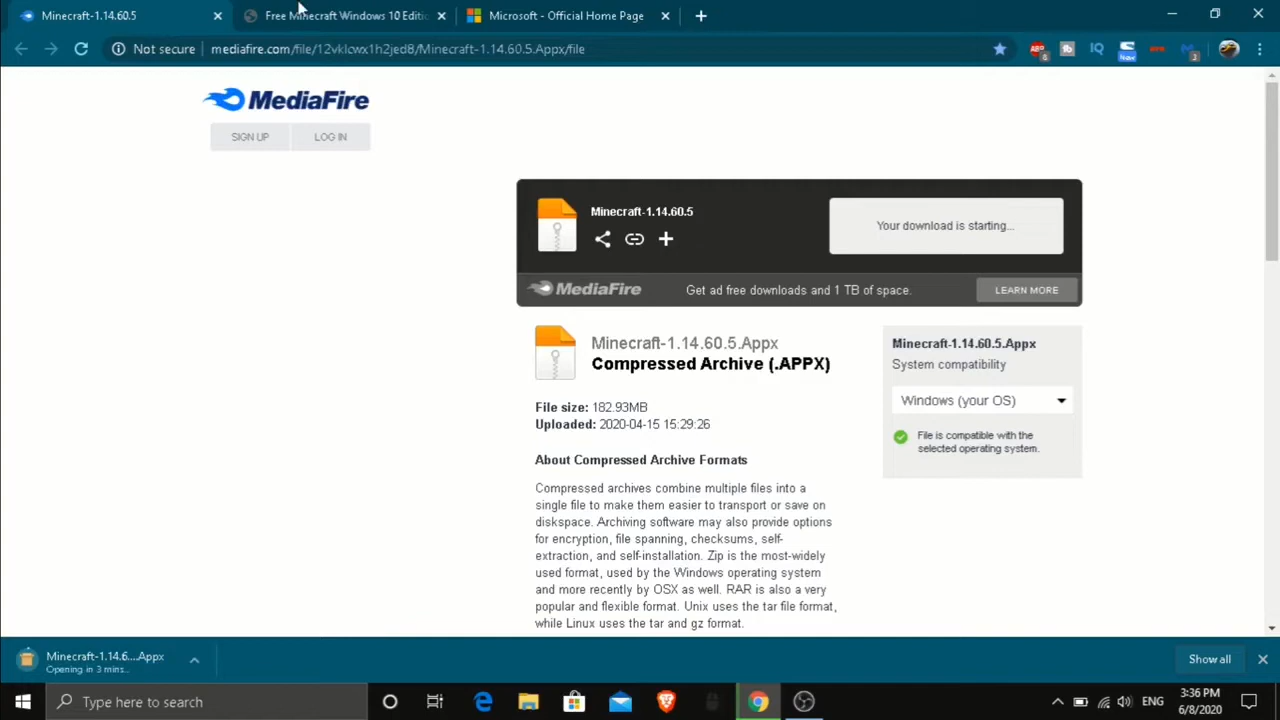 Minecraft-1.14.60.5
Free Minecraft Windows 10 Editio
Microsoft - Official Home Page
Not secure
mediafire.com/file/12vklcwx1h2jed8/Minecraft-1.14.60.5.Appx/file
ABP
6
tb
IQ
New
3
MediaFire
SIGN UP
LOG IN
Minecraft-1.14.60.5
Your download is starting...
MediaFire
Get ad free downloads and 1 TB of space.
LEARN MORE
Minecraft-1.14.60.5.Appx
Compressed Archive (.APPX)
File size: 182.93MB
Uploaded: 2020-04-15 15:29:26
About Compressed Archive Formats
Compressed archives combine multiple files into a
single file to make them easier to transport or save on
diskspace. Archiving software may also provide options
for encryption, file spanning, checksums, self-
extraction, and self-installation. Zip is the most-widely
used format, used by the Windows operating system
and more recently by OSX as well. RAR is also a very
popular and flexible format. Unix uses the tar file format,
while Linux uses the tar and gz format.
Minecraft-1.14.60.5.Appx
System compatibility
Windows (your OS)
File is compatible with the
selected operating system.
Minecraft-1.14.6....Appx
Opening in 3 mins...
Show all
Type here to search
ENG
3:36 PM
6/8/2020